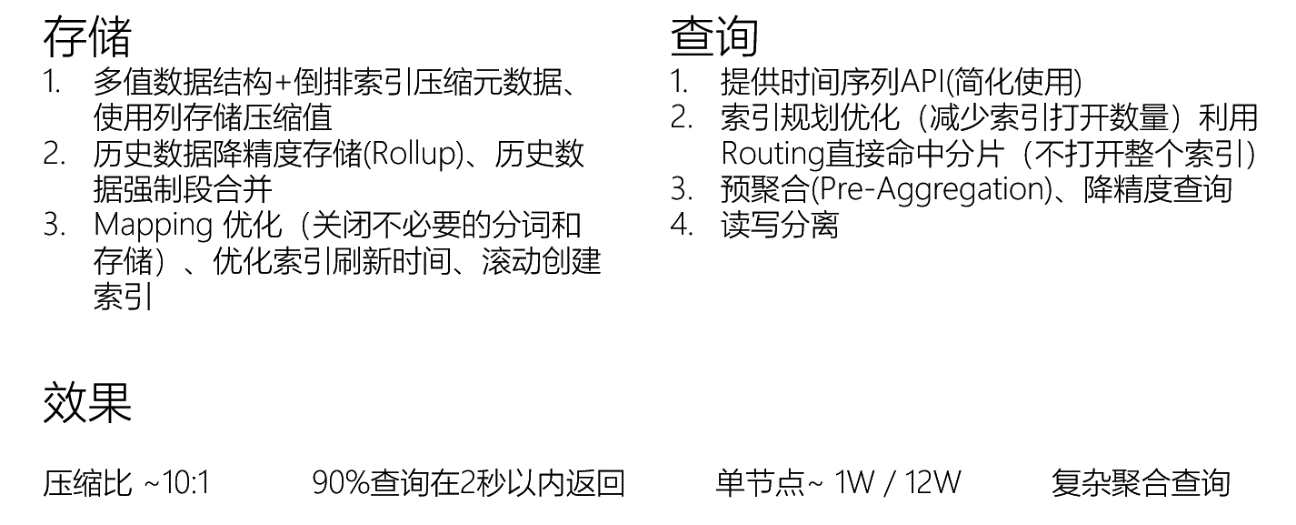 存储
1. 多值数据结构+倒排索引压缩元数据、
使用列存储压缩值
2. 历史数据降精度存储(Rollup)、历史数
据强制段合并
3. Mapping 优化（关闭不必要的分词和
存储）、优化索引刷新时间、滚动创建
索引
查询
1. 提供时间序列API(简化使用)
2. 索引规划优化（减少索引打开数量）利用
Routing直接命中分片（不打开整个索引）
3. 预聚合(Pre-Aggregation)、降精度查询
4. 读写分离
效果
压缩比 ~10:1
90%查询在2秒以内返回
单节点~ 1W / 12W
复杂聚合查询